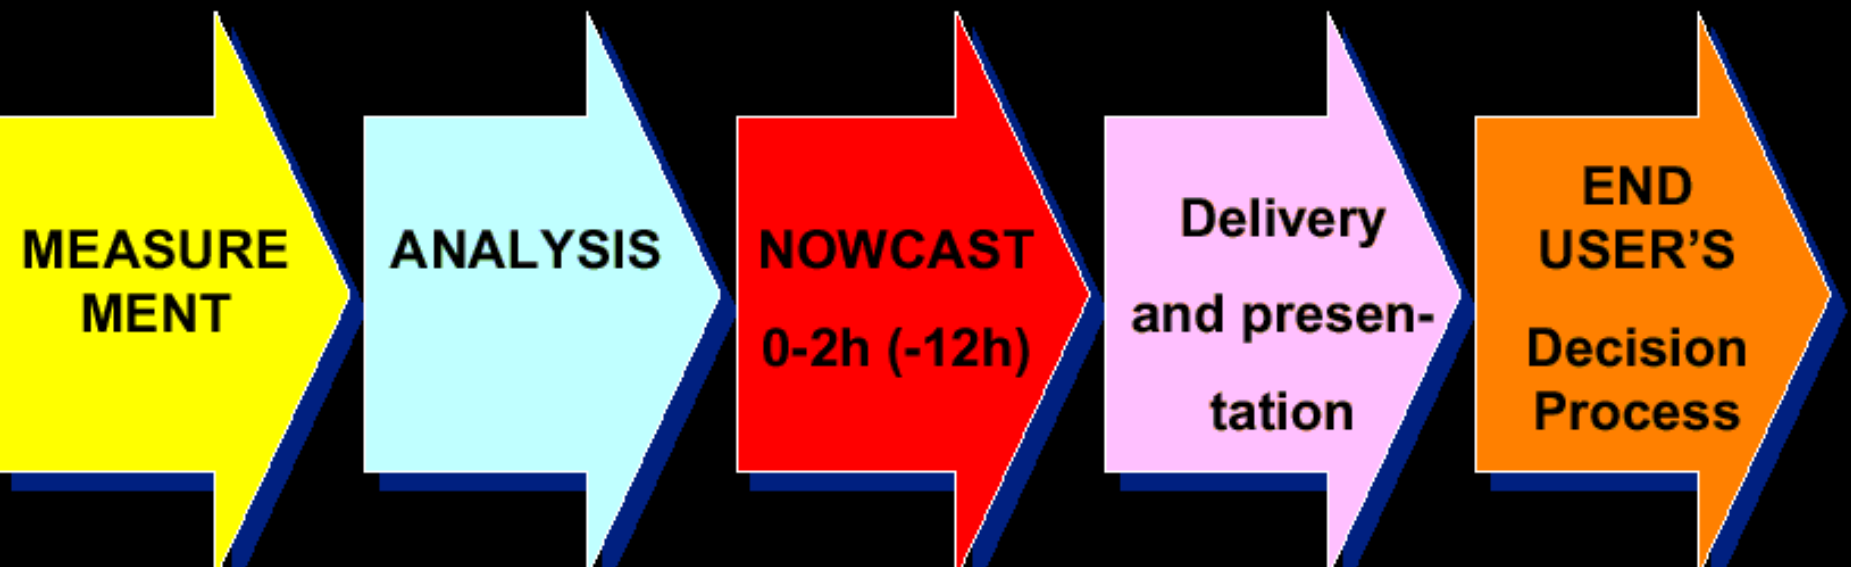 MEASURE
MENT
ANALYSIS
NOWCAST
0-2h (-12h)
Delivery
and presen-
tation
END
USER’S
Decision
Process